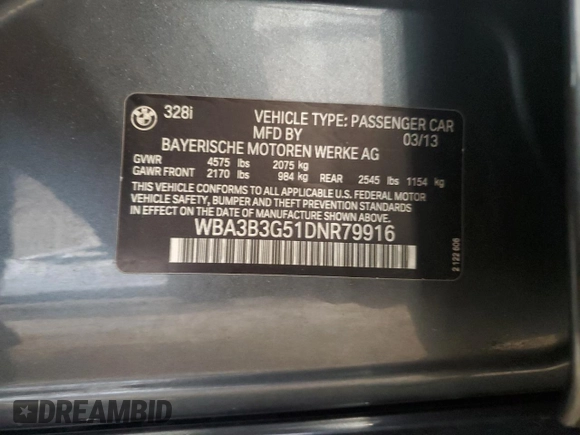 328i VEHICLE TYPE: PASSENGER CAR
MFD BY 03/13
BAYERISCHE MOTOREN WERKE AG
GVWR 4575 lbs 2075 kg
GAWR FRONT 2170 lbs 984 kg REAR 2545 lbs 1154 kg
THIS VEHICLE CONFORMS TO ALL APPLICABLE U.S. FEDERAL MOTOR
VEHICLE SAFETY, BUMPER AND THEFT PREVENTION STANDARDS
IN EFFECT ON THE DATE OF MANUFACTURE SHOWN ABOVE.
WBA3B3G51DNR79916
2 122 606
DREAMBID